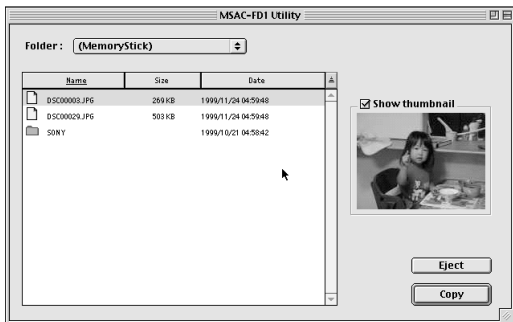 MSAC-FD1 Utility
Folder : (MemoryStick)
Name Size Date
DSC00003.JPG 269 KB 1999/11/24 04:59:48
DSC00029.JPG 503 KB 1999/11/24 04:59:48
SONY 1999/10/21 04:58:42
Show thumbnail
Eject
Copy